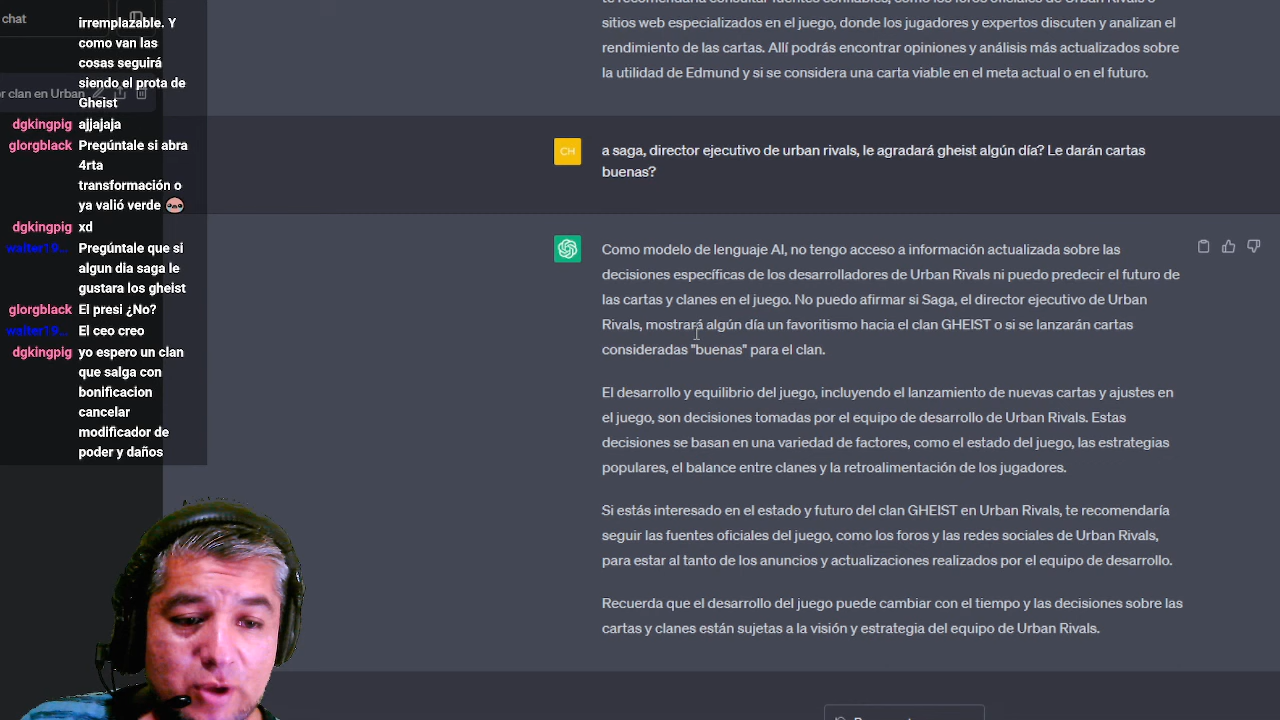 chat
er clan en Urban
irremplazable. Y
como van las
cosas seguirá
siendo el prota de
Gheist
dgkingpig ajjajaja
glorgblack Pregúntale si abra
4rta
transformación o
ya valió verde
dgkingpig xd
walter19... Pregúntale que si
algun dia saga le
gustara los gheist
glorgblack El presi ¿No?
walter19... El ceo creo
dgkingpig yo espero un clan
que salga con
bonificacion
cancelar
modificador de
poder y daños
sitios web especializados en el juego, donde los jugadores y expertos discuten y analizan el
rendimiento de las cartas. Allí podrás encontrar opiniones y análisis más actualizados sobre
la utilidad de Edmund y si se considera una carta viable en el meta actual o en el futuro.
CH
a saga, director ejecutivo de urban rivals, le agradará gheist algún día? Le darán cartas
buenas?
Como modelo de lenguaje AI, no tengo acceso a información actualizada sobre las
decisiones específicas de los desarrolladores de Urban Rivals ni puedo predecir el futuro de
las cartas y clanes en el juego. No puedo afirmar si Saga, el director ejecutivo de Urban
Rivals, mostrará algún día un favoritismo hacia el clan GHEIST o si se lanzarán cartas
consideradas "buenas" para el clan.
El desarrollo y equilibrio del juego, incluyendo el lanzamiento de nuevas cartas y ajustes en
el juego, son decisiones tomadas por el equipo de desarrollo de Urban Rivals. Estas
decisiones se basan en una variedad de factores, como el estado del juego, las estrategias
populares, el balance entre clanes y la retroalimentación de los jugadores.
Si estás interesado en el estado y futuro del clan GHEIST en Urban Rivals, te recomendaría
seguir las fuentes oficiales del juego, como los foros y las redes sociales de Urban Rivals,
para estar al tanto de los anuncios y actualizaciones realizados por el equipo de desarrollo.
Recuerda que el desarrollo del juego puede cambiar con el tiempo y las decisiones sobre las
cartas y clanes están sujetas a la visión y estrategia del equipo de Urban Rivals.